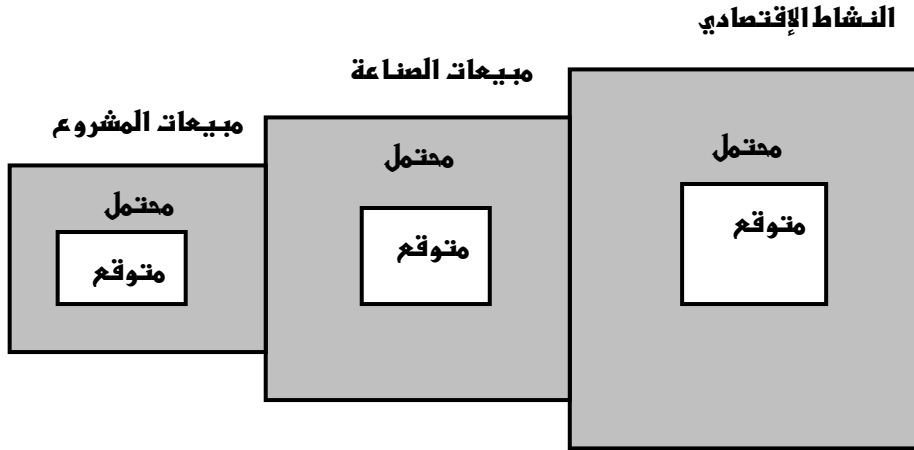 النشاط الإقتصادي
مبيعات الصناعة
مبيعات المشروع
محتمل
محتمل
محتمل
متوقع
متوقع
متوقع